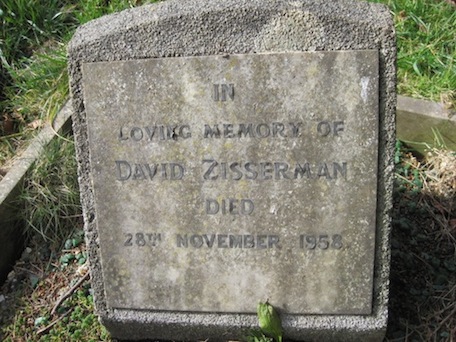 IN
LOVING MEMORY OF
DAVID ZISSERMAN
DIED
28TH NOVEMBER 1958